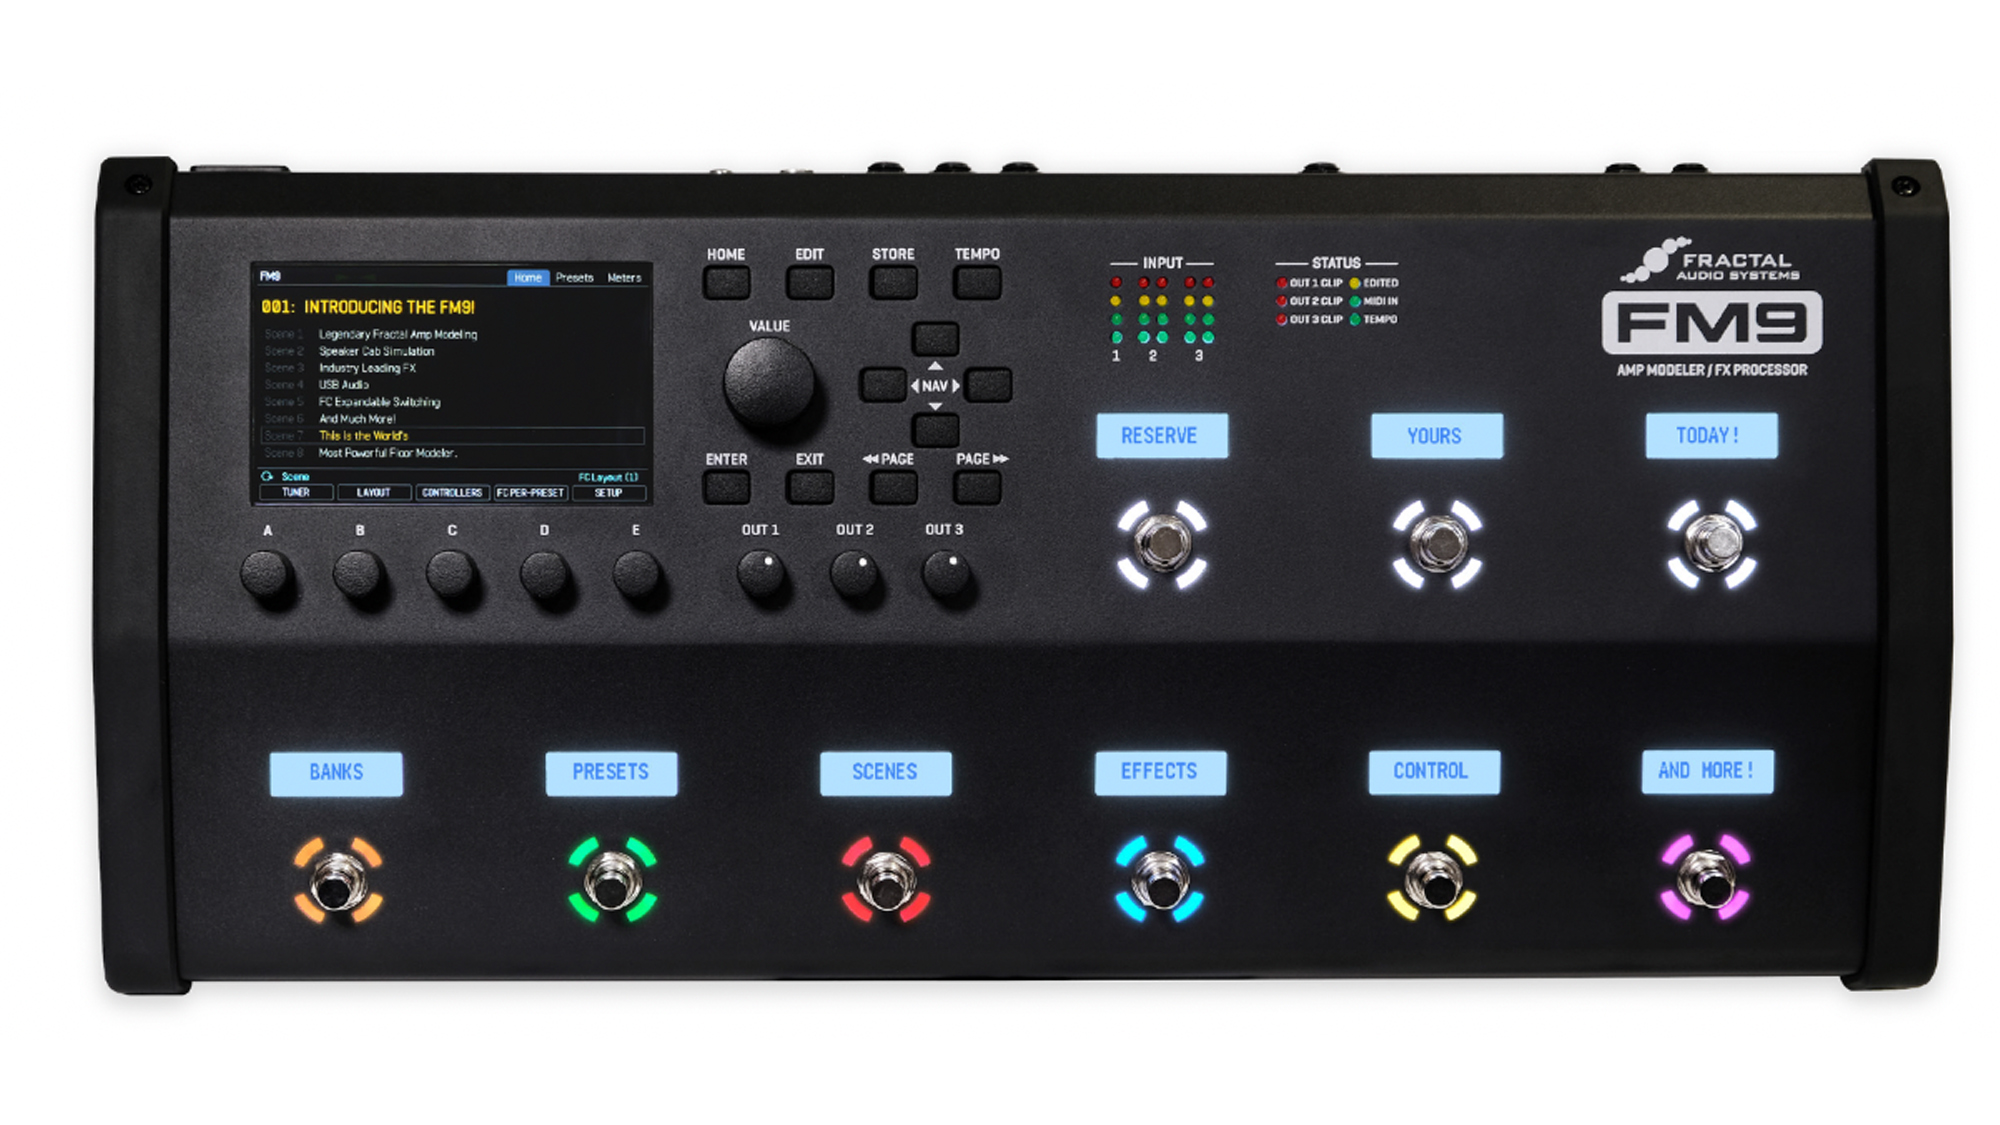 FM9 Home Presets Meters
001: INTRODUCING THE FM9!
Scene 1 Legendary Fractal Amp Modeling
Scene 2 Speaker Cab Simulation
Scene 3 Industry Leading FX
Scene 4 USB Audio
Scene 5 FC Expandable Switching
Scene 6 And Much More!
Scene 7 This is the World's
Scene 8 Most Powerful Floor Modeler.
Scene FC Layout (1)
TUNER LAYOUT CONTROLLERS FC PER-PRESET SETUP
A B C D E
HOME EDIT STORE TEMPO
VALUE
NAV
ENTER EXIT PAGE PAGE
OUT 1 OUT 2 OUT 3
INPUT
1 2 3
STATUS
OUT 1 CLIP EDITED
OUT 2 CLIP MIDI IN
OUT 3 CLIP TEMPO
FRACTAL
AUDIO SYSTEMS
FM9
AMP MODELER / FX PROCESSOR
RESERVE YOURS TODAY!
BANKS PRESETS SCENES EFFECTS CONTROL AND MORE!